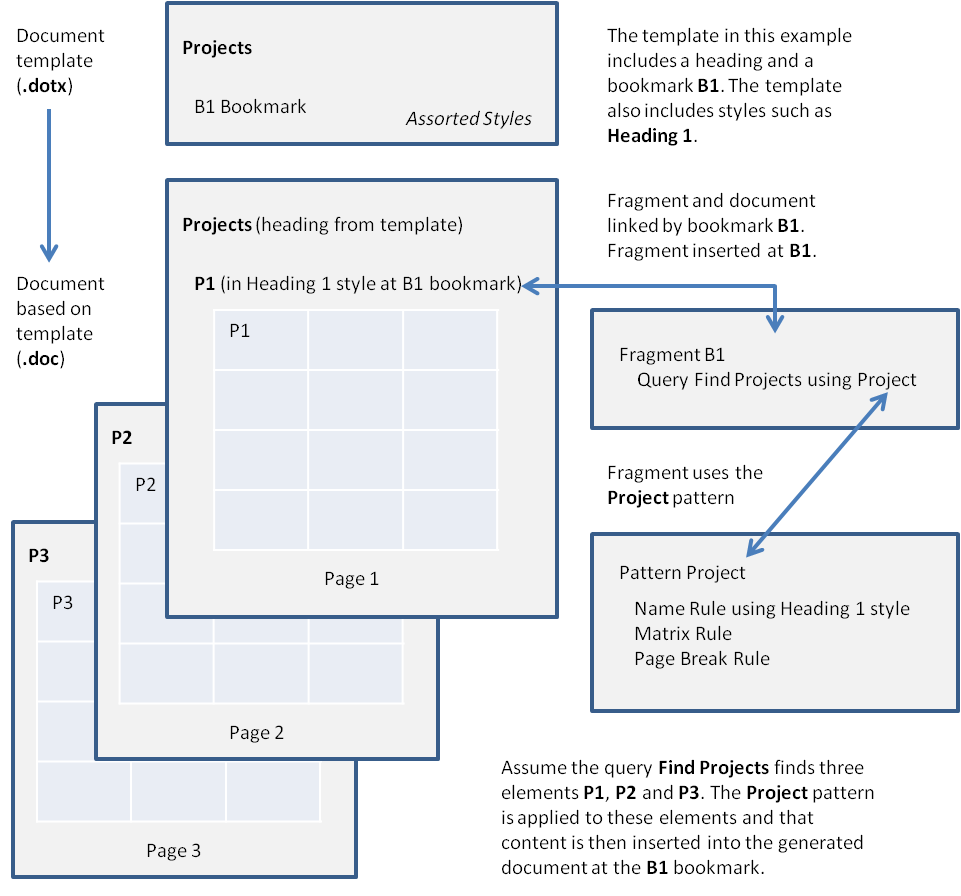 Document
template
(.dotx)
Projects
B1 Bookmark
Assorted Styles
The template in this example
includes a heading and a
bookmark B1. The template
also includes styles such as
Heading 1.
Document
based on
template
(.doc)
Projects (heading from template)
P1 (in Heading 1 style at B1 bookmark)
P1
Page 1
Fragment and document
linked by bookmark B1.
Fragment inserted at B1.
Fragment B1
Query Find Projects using Project
P2
P2
Page 2
Fragment uses the
Project pattern
P3
P3
Page 3
Pattern Project
Name Rule using Heading 1 style
Matrix Rule
Page Break Rule
Assume the query Find Projects finds three
elements P1, P2 and P3. The Project pattern
is applied to these elements and that
content is then inserted into the generated
document at the B1 bookmark.